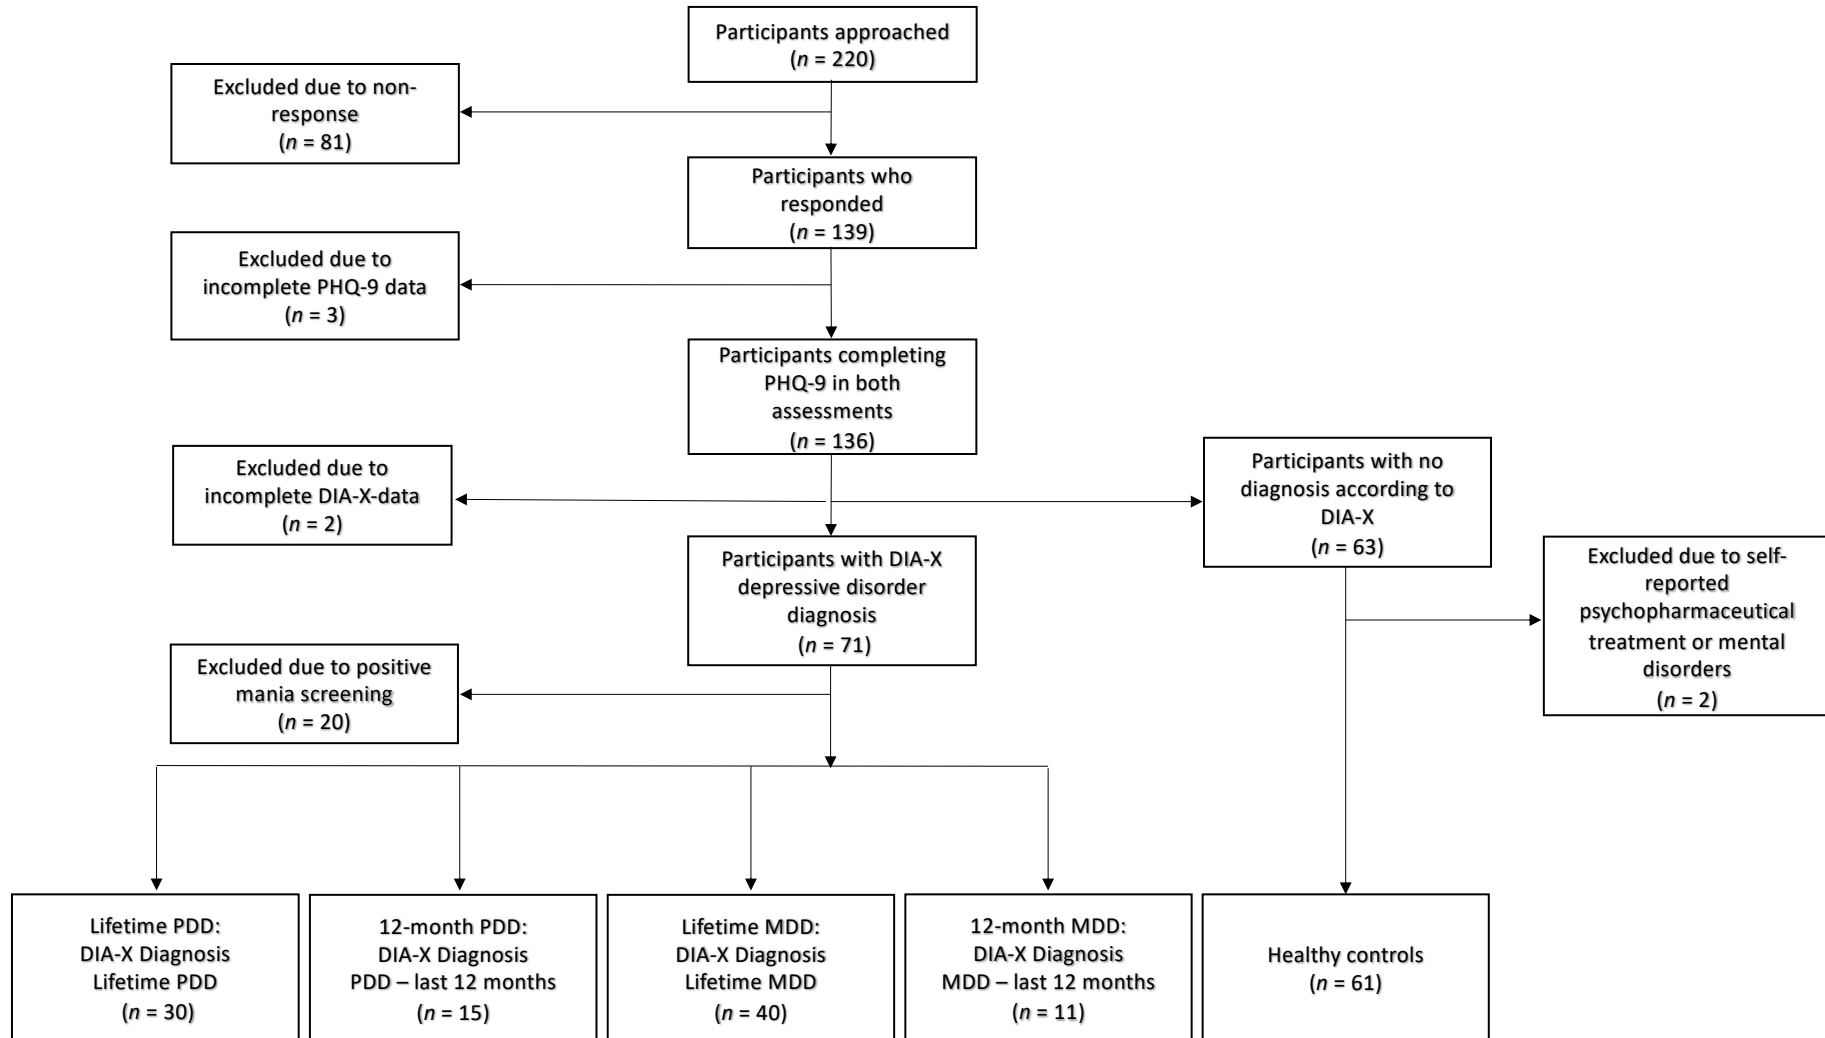 Participants approached
(n = 220)
Excluded due to non-
response
(n = 81)
Participants who
responded
(n = 139)
Excluded due to
incomplete PHQ-9 data
(n = 3)
Participants completing
PHQ-9 in both
assessments
(n = 136)
Excluded due to
incomplete DIA-X-data
(n = 2)
Participants with no
diagnosis according to
DIA-X
(n = 63)
Participants with DIA-X
depressive disorder
diagnosis
(n = 71)
Excluded due to self-
reported
psychopharmaceutical
treatment or mental
disorders
(n = 2)
Excluded due to positive
mania screening
(n = 20)
Lifetime PDD:
DIA-X Diagnosis
Lifetime PDD
(n = 30)
12-month PDD:
DIA-X Diagnosis
PDD – last 12 months
(n = 15)
Lifetime MDD:
DIA-X Diagnosis
Lifetime MDD
(n = 40)
12-month MDD:
DIA-X Diagnosis
MDD – last 12 months
(n = 11)
Healthy controls
(n = 61)